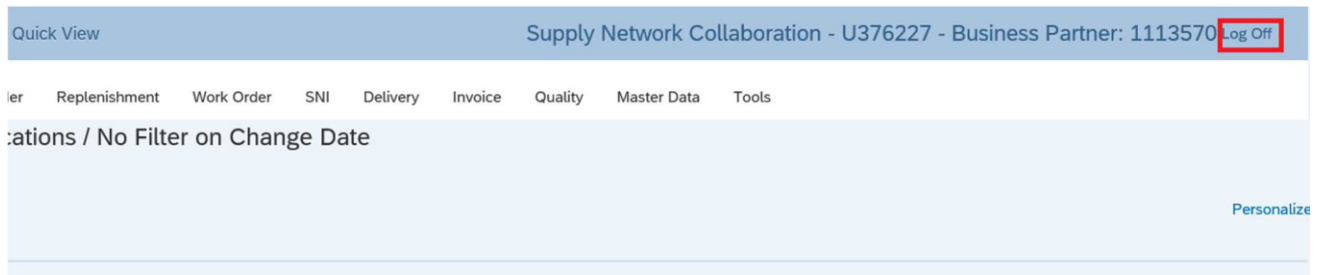 Quick View Supply Network Collaboration - U376227 - Business Partner: 1113570 Log Off
Replenishment Work Order SNI Delivery Invoice Quality Master Data Tools
/ No Filter on Change Date
Personalize